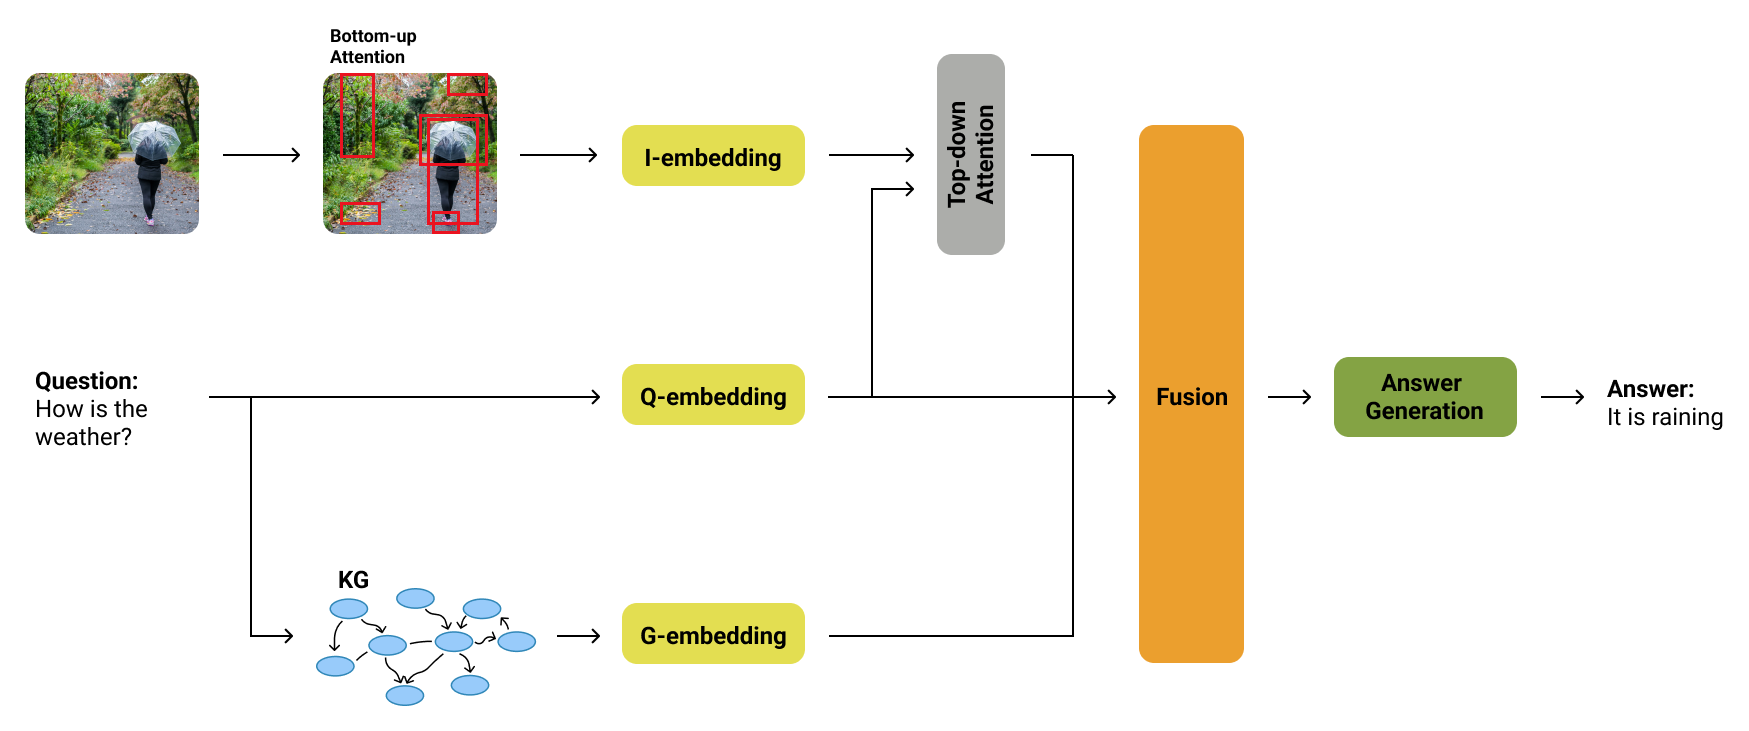 Bottom-up
Attention
I-embedding
Top-down
Attention
Question:
How is the
weather?
Q-embedding
Fusion
Answer
Generation
Answer:
It is raining
KG
G-embedding